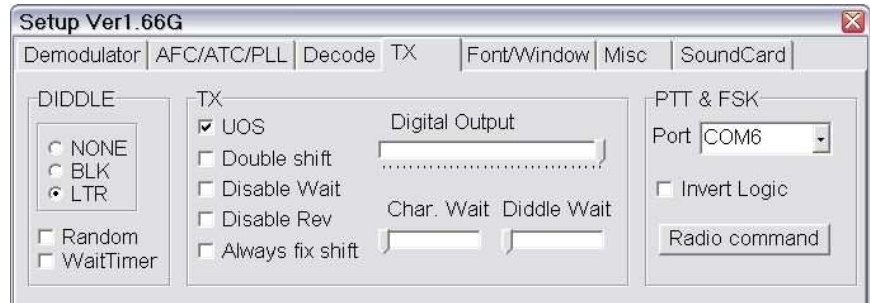 Setup Ver1.66G
Demodulator AFC/ATC/PLL Decode TX Font/Window Misc SoundCard
DIDDLE
NONE
BLK
LTR
Random
WaitTimer
TX
UOS
Double shift
Disable Wait
Disable Rev
Always fix shift
Digital Output
Char. Wait Diddle Wait
PTT & FSK
Port COM6
Invert Logic
Radio command